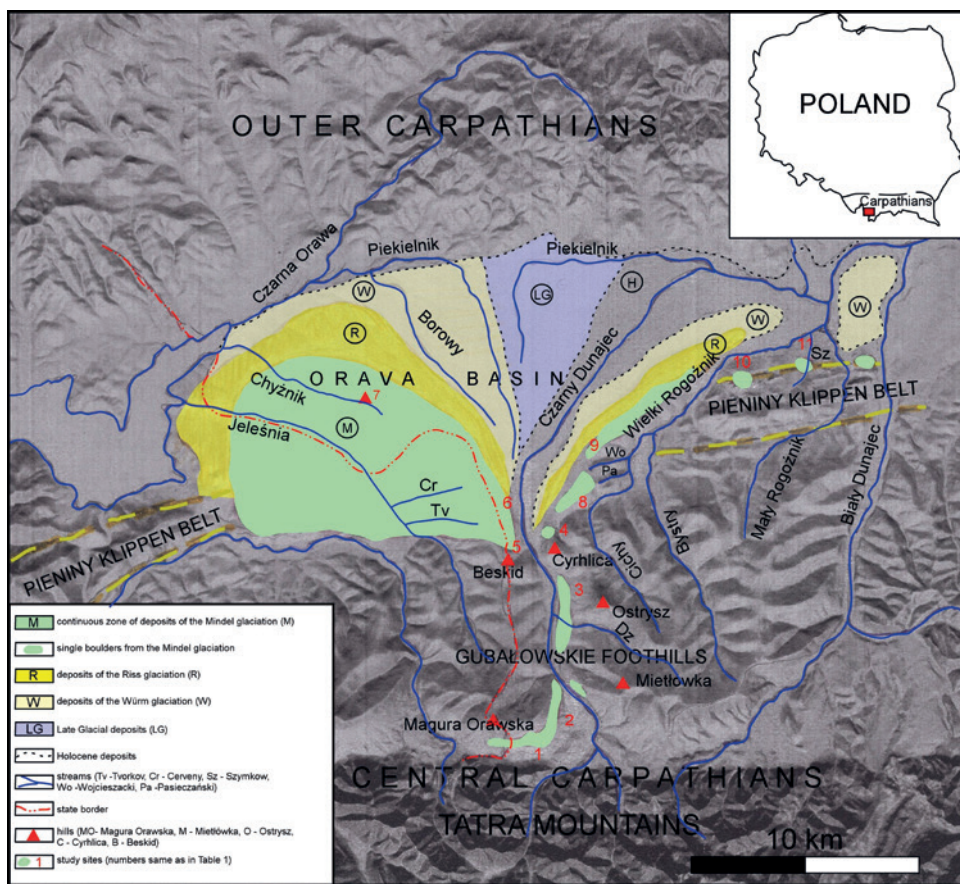 POLAND
Carpathians
OUTER CARPATHIANS
Czarna Orawa
Piekielnik
Piekielnik
W
LG
H
W
Borowy
R
W
R
Czarny Dunajec
11
Sz
10
ORAVA BASIN
Chyżnik
7
Wielki Rogoźnik
PIENINY KLIPPEN BELT
Jeleśnia
M
9
Wo
Pa
Cr
6
8
Tv
PIENINY KLIPPEN BELT
5
4
Beskid
Cyrhlica
Cichy
Bystry
Mały Rogoźnik
Biały Dunajec
3
Ostrysz
Dz
GUBAŁOWSKIE FOOTHILLS
Mietłówka
Magura Orawska
2
1
CENTRAL CARPATHIANS
TATRA MOUNTAINS
10 km
M continuous zone of deposits of the Mindel glaciation (M)
single boulders from the Mindel glaciation
R deposits of the Riss glaciation (R)
W deposits of the Würm glaciation (W)
LG Late Glacial deposits (LG)
Holocene deposits
streams (Tv -Tvorkov, Cr - Cerveny, Sz - Szymkow,
Wo -Wojcieszacki, Pa -Pasieczański)
state border
hills (MO- Magura Orawska, M - Mietłówka, O - Ostrysz,
C - Cyrhlica, B - Beskid)
1 study sites (numbers same as in Table 1)